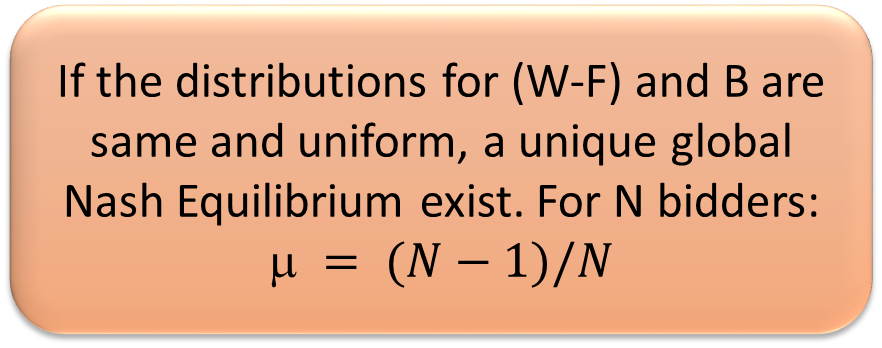 If the distributions for (W-F) and B are
same and uniform, a unique global
Nash Equilibrium exist. For N bidders:
μ = (N − 1)/N